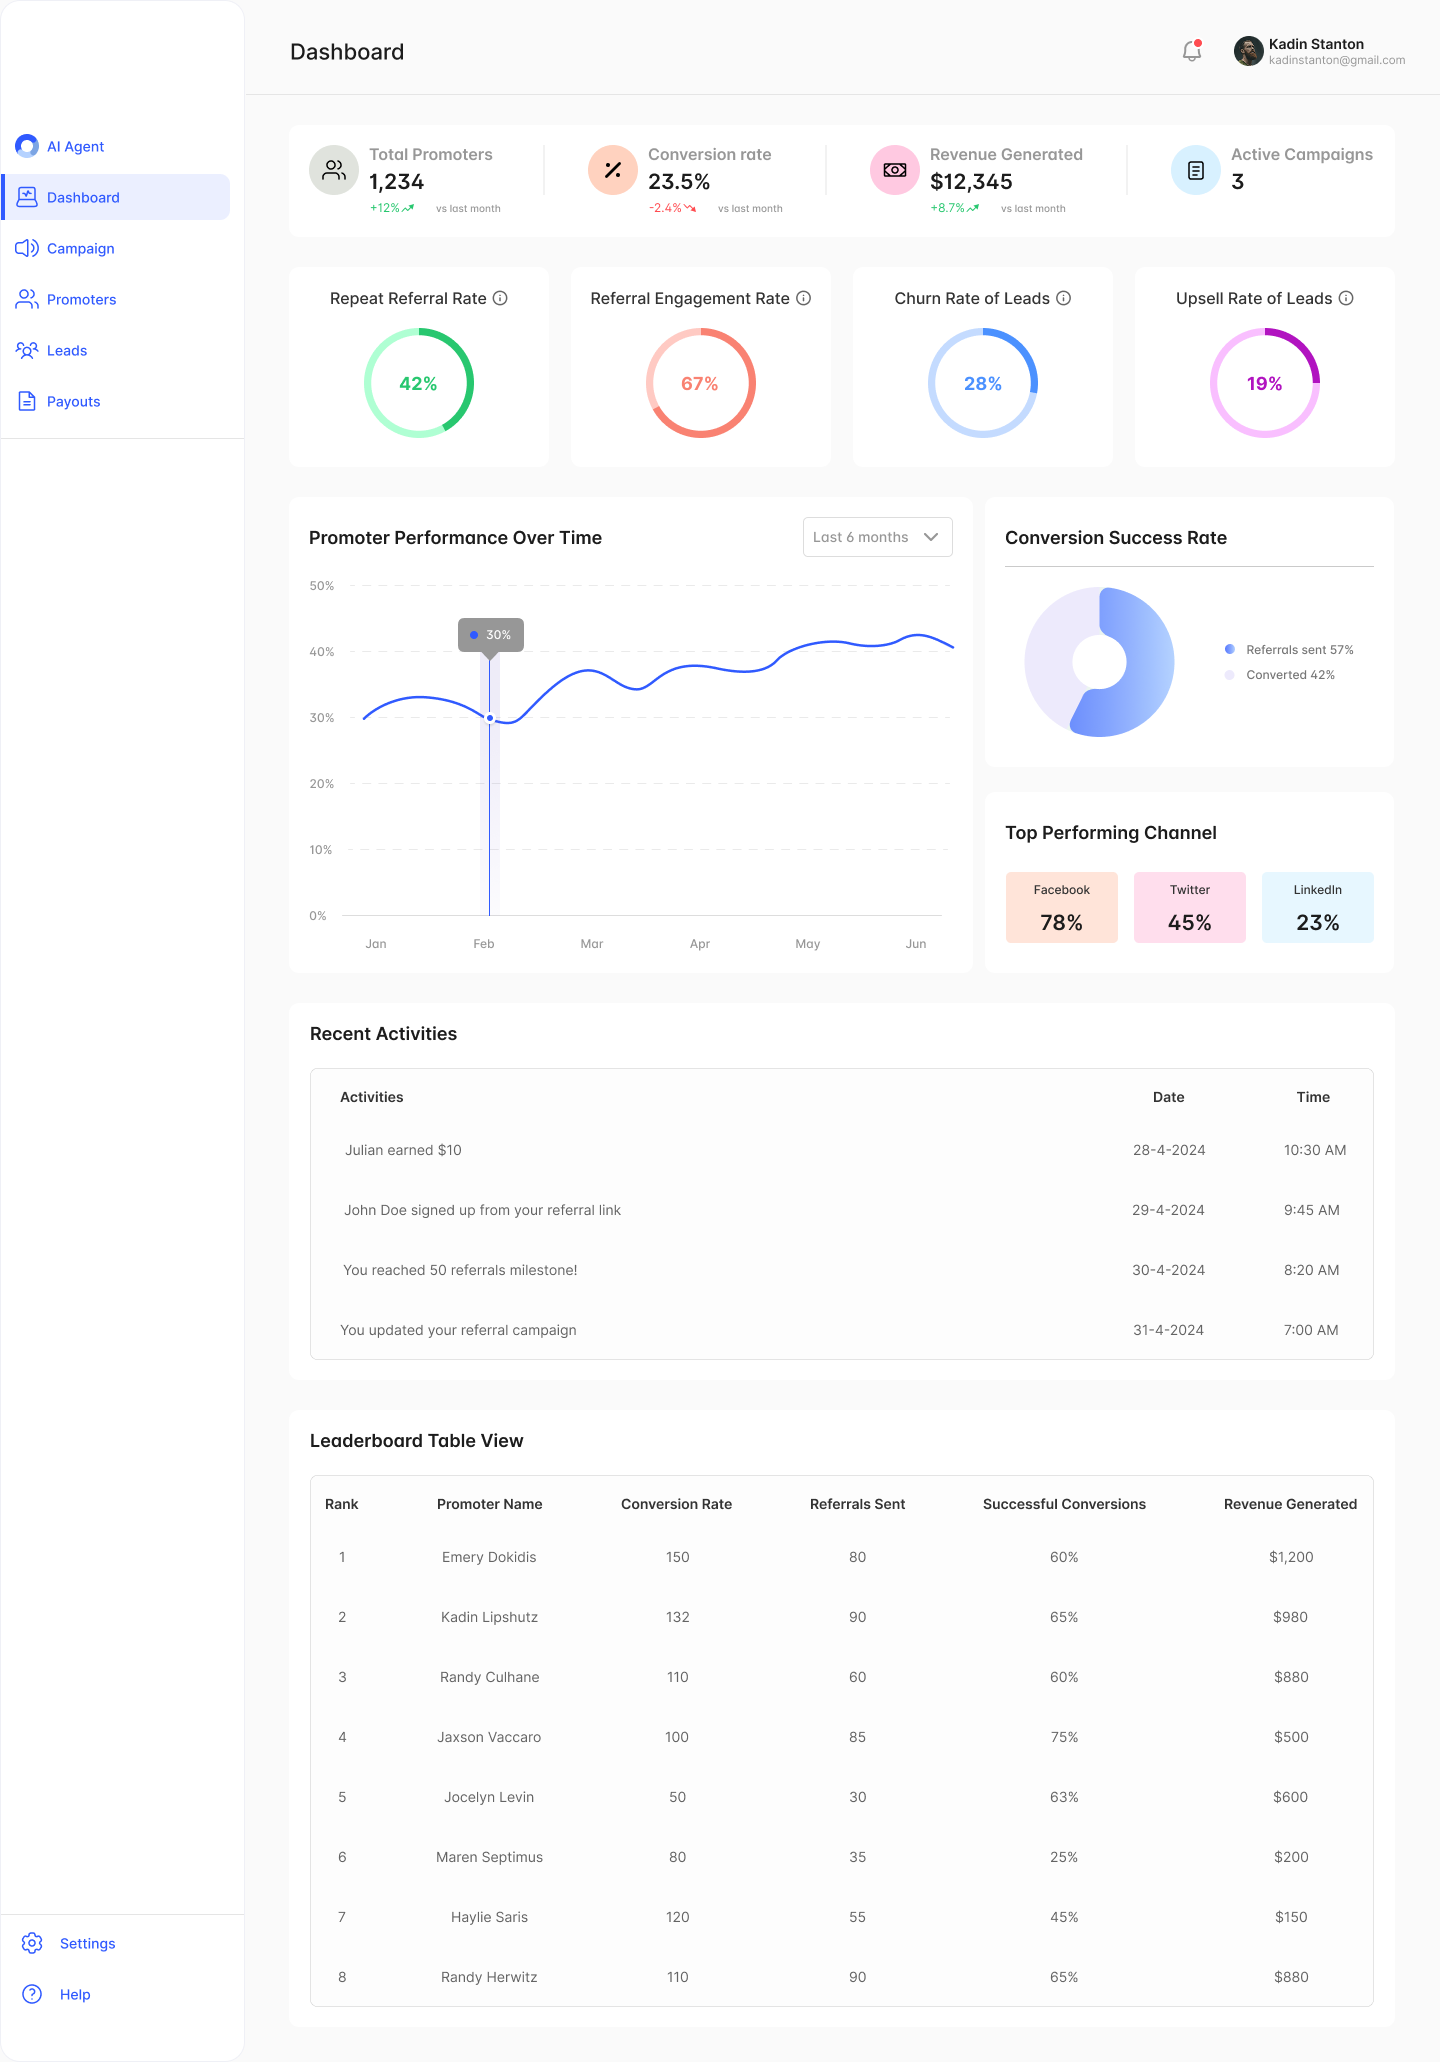 Dashboard
Kadin Stanton
kadinstanton@gmail.com
AI Agent
Dashboard
Campaign
Promoters
Leads
Payouts
Settings
Help
Total Promoters
1,234
+12% vs last month
Conversion rate
23.5%
-2.4% vs last month
Revenue Generated
$12,345
+8.7% vs last month
Active Campaigns
3
Repeat Referral Rate
42%
Referral Engagement Rate
67%
Churn Rate of Leads
28%
Upsell Rate of Leads
19%
Promoter Performance Over Time
Last 6 months
50%
30%
40%
30%
20%
10%
0%
Jan Feb Mar Apr May Jun
Conversion Success Rate
Referrals sent 57%
Converted 42%
Top Performing Channel
Facebook
78%
Twitter
45%
LinkedIn
23%
Recent Activities
Activities Date Time
Julian earned $10 28-4-2024 10:30 AM
John Doe signed up from your referral link 29-4-2024 9:45 AM
You reached 50 referrals milestone! 30-4-2024 8:20 AM
You updated your referral campaign 31-4-2024 7:00 AM
Leaderboard Table View
Rank Promoter Name Conversion Rate Referrals Sent Successful Conversions Revenue Generated
1 Emery Dokidis 150 80 60% $1,200
2 Kadin Lipshutz 132 90 65% $980
3 Randy Culhane 110 60 60% $880
4 Jaxson Vaccaro 100 85 75% $500
5 Jocelyn Levin 50 30 63% $600
6 Maren Septimus 80 35 25% $200
7 Haylie Saris 120 55 45% $150
8 Randy Herwitz 110 90 65% $880